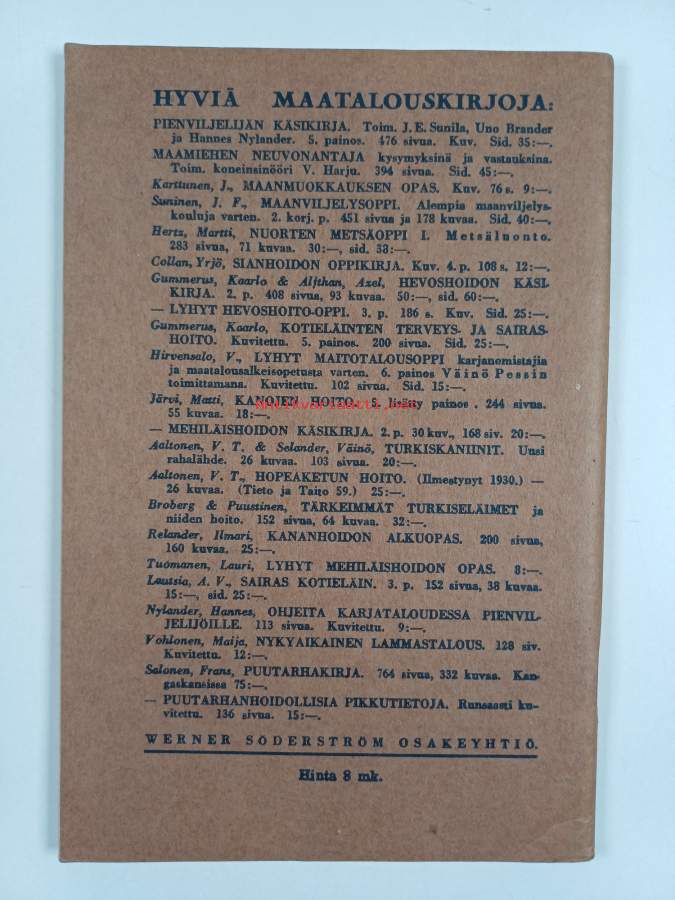 HYVIÄ MAATALOUSKIRJOJA:
PIENVILJELIJÄN KÄSIKIRJA. Toim. J. E. Sunila, Uno Brander
ja Hannes Nylander. 5. painos. 476 sivua. Kuv. Sid. 35:—.
MAAMIEHEN NEUVONANTAJA kysymyksinä ja vastauksina.
Toim. koneinsinööri V. Harju. 394 sivua. Sid. 45:—.
Karttunen, J., MAANMUOKKAUKSEN OPAS. Kuv. 76 s. 9:—.
Suninen, J. F., MAANVILJELYSOPPI. Alempia maanviljelys-
kouluja varten. 2. korj. p. 451 sivua ja 178 kuvaa. Sid. 40:—.
Hertz, Martti, NUORTEN METSÄOPPI I. Metsäluonto.
283 sivua, 71 kuvaa. 30:—, sid. 38:—.
Collan, Yrjö, SIANHOIDON OPPIKIRJA. Kuv. 4. p. 108 s. 12:—.
Gummerus, Kaarlo & Aljthan, Axel, HEVOSHOIDON KÄSI-
KIRJA. 2. p. 408 sivua, 93 kuvaa. 50:—, sid. 60:—.
— LYHYT HEVOSHOITO-OPPI. 3. p. 186 s. Kuv. Sid. 25:—.
Gummerus, Kaarlo, KOTIELÄINTEN TERVEYS- JA SAIRAS-
HOITO. Kuvitettu. 5. painos. 200 sivua. Sid. 25:—.
Hirvensalo, V., LYHYT MAITOTALOUSOPPI karjanomistajia
ja maatalousalkeisopetusta varten. 6. painos Väinö Pessin
toimittamana. Kuvitettu. 102 sivua. Sid. 15:—.
Järvi, Matti, KANOJEN HOITO. 5. lisätty painos. 244 sivua.
55 kuvaa. 18:—.
— MEHILÄISHOIDON KÄSIKIRJA. 2. p. 30 kuv., 168 siv. 20:—.
Aaltonen, V. T. & Selander, Väinö, TURKISKANIINIT. Uusi
rahalähde. 26 kuvaa. 103 sivua. 20:—.
Aaltonen, V. T., HOPEAKETUN HOITO. (Ilmestynyt 1930.) —
26 kuvaa. (Tieto ja Taito 59.) 25:—.
Broberg & Puustinen, TÄRKEIMMÄT TURKISELÄIMET ja
niiden hoito. 152 sivua, 64 kuvaa. 32:—.
Relander, Ilmari, KANANHOIDON ALKUOPAS. 200 sivua,
160 kuvaa. 25:—.
Tuomanen, Lauri, LYHYT MEHILÄISHOIDON OPAS. 8:—.
Lautsia, A. V., SAIRAS KOTIELÄIN. 3. p. 152 sivua, 38 kuvaa.
15:—, sid. 25:—.
Nylander, Hannes, OHJEITA KARJATALOUDESSA PIENVIL-
JELIJÖILLE. 113 sivua. Kuvitettu. 9:—.
Vohlonen, Maija, NYKYAIKAINEN LAMMASTALOUS. 128 siv.
Kuvitettu. 12:—.
Salonen, Frans, PUUTARHAKIRJA. 764 sivua, 332 kuvaa. Kan-
gaskansissa 75:—.
— PUUTARHANHOIDOLLISIA PIKKUTIETOJA. Runsaasti ku-
vitettu. 136 sivua. 15:—.
WERNER SÖDERSTRÖM OSAKEYHTIÖ.
Hinta 8 mk.